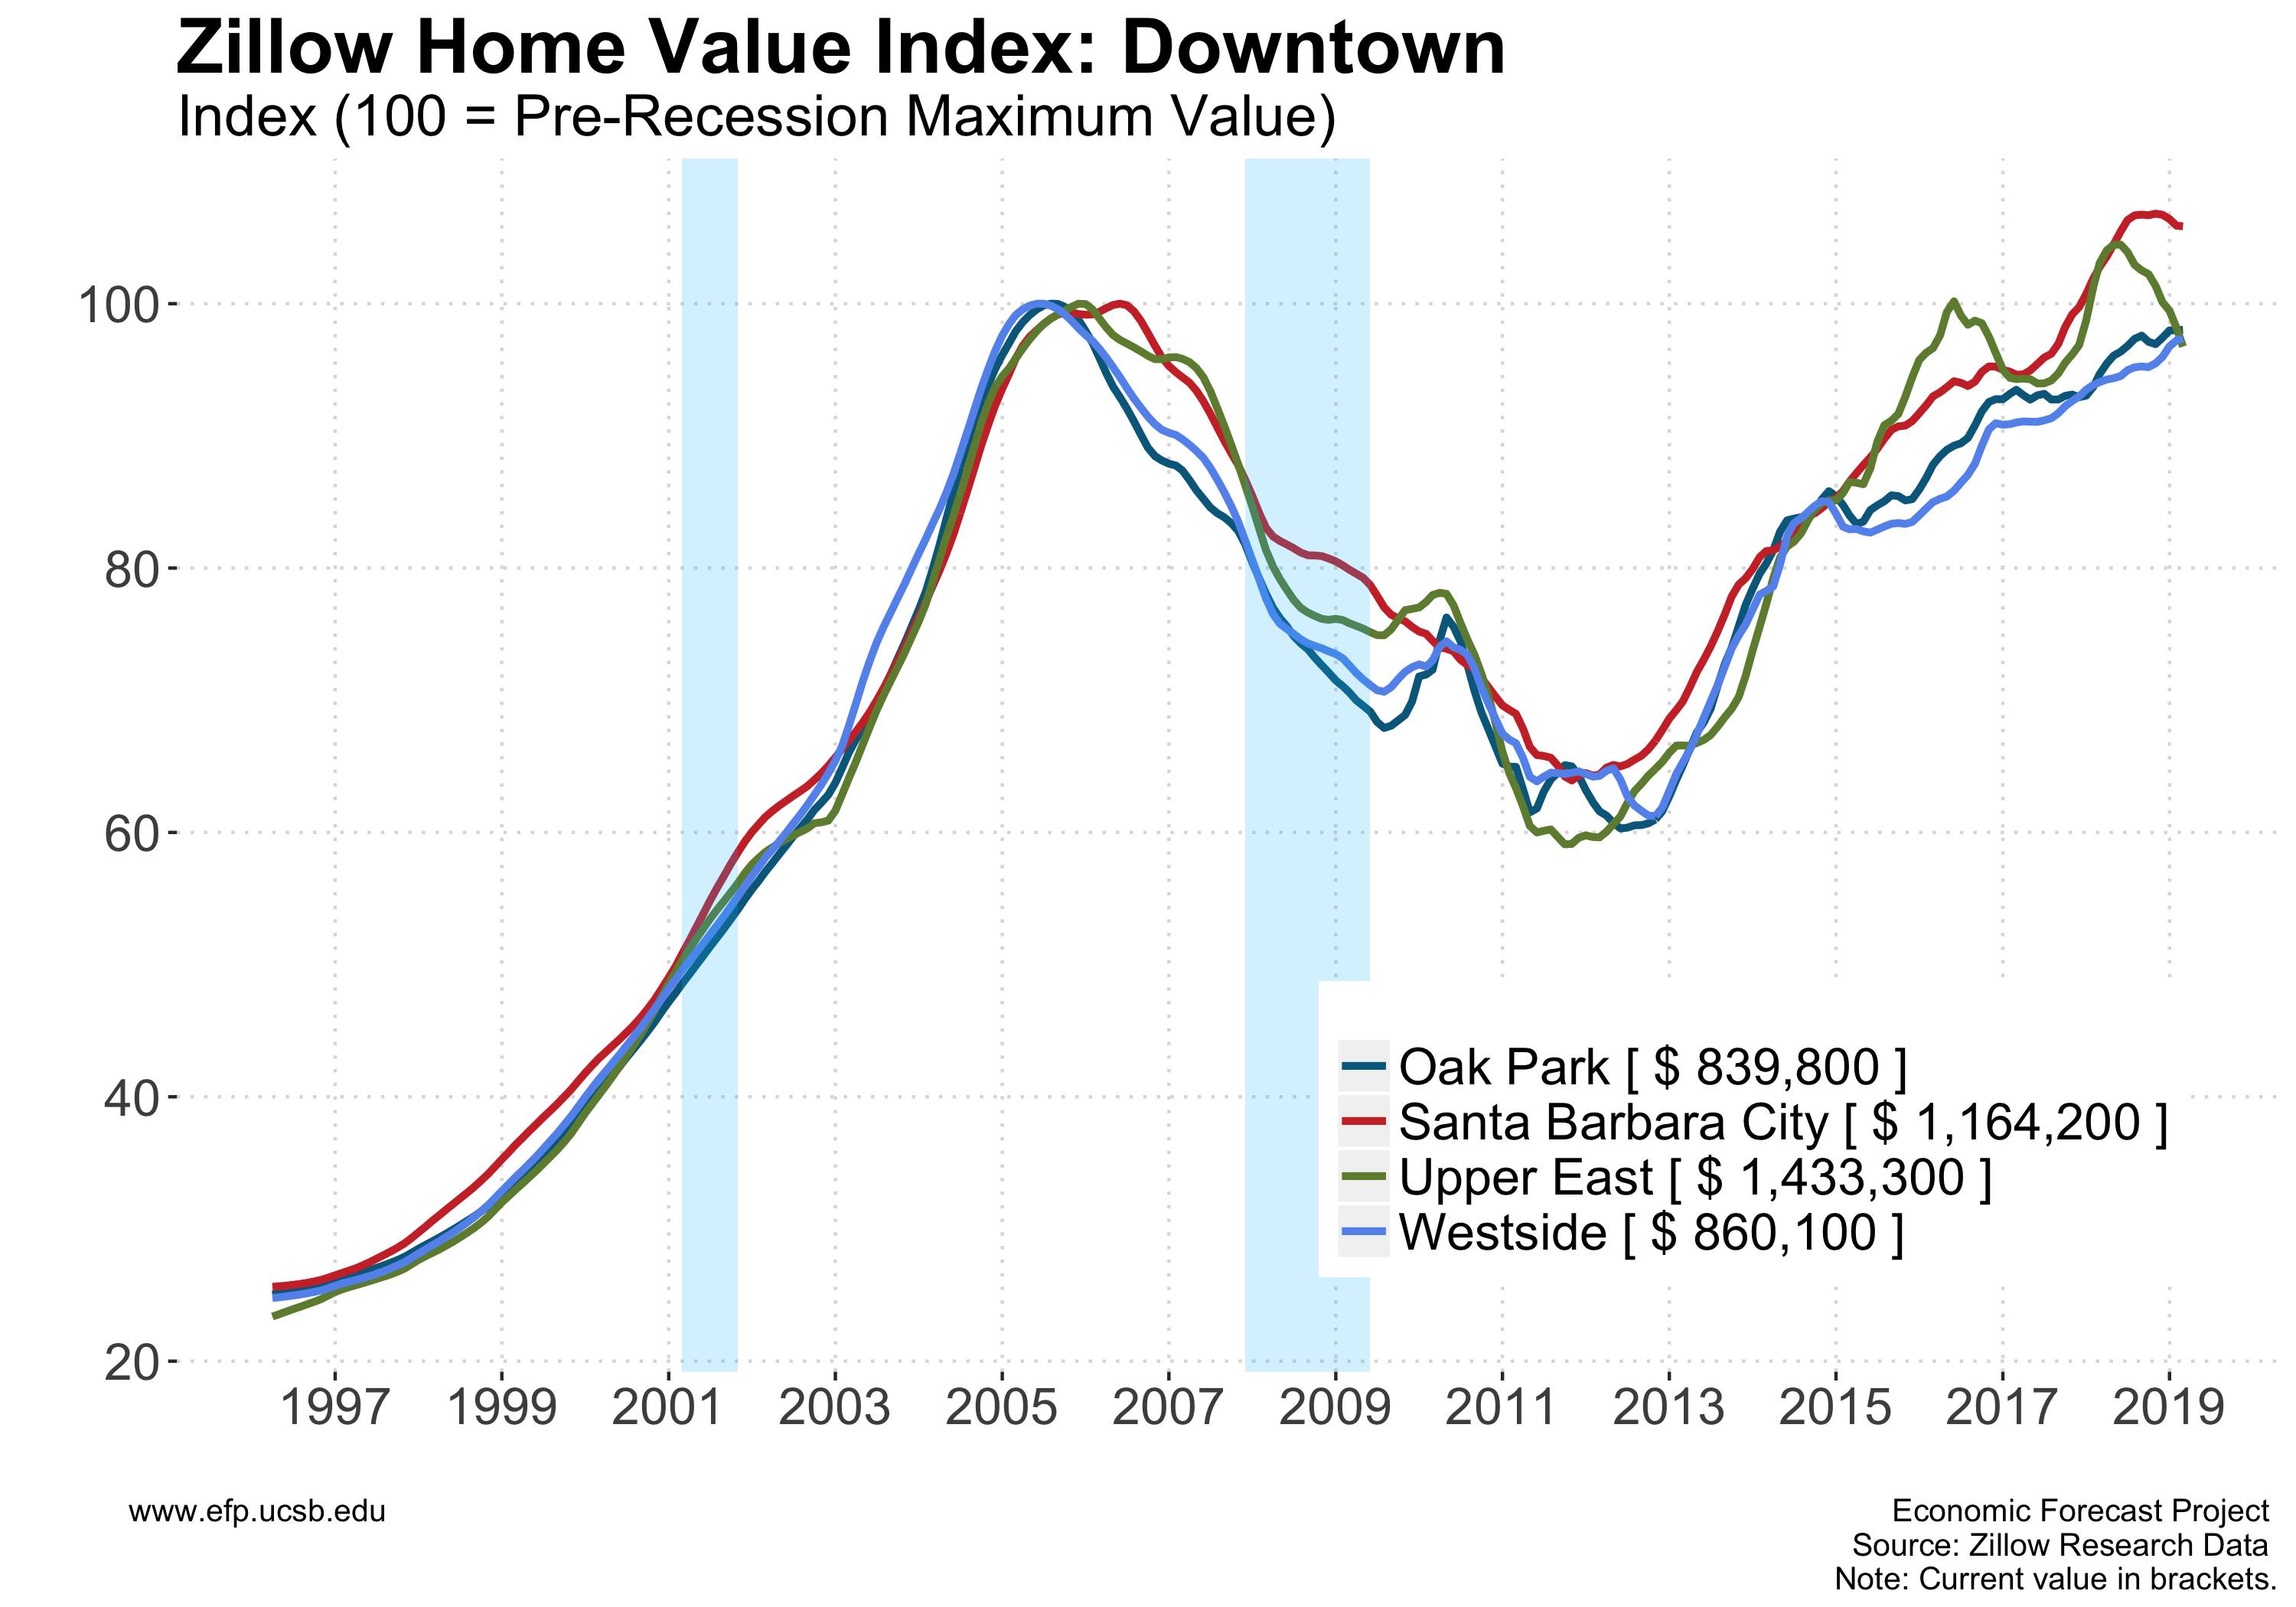 Zillow Home Value Index: Downtown
Index (100 = Pre-Recession Maximum Value)
100
80
60
40
20
Oak Park [ $ 839,800 ]
Santa Barbara City [ $ 1,164,200 ]
Upper East [ $ 1,433,300 ]
Westside [ $ 860,100 ]
1997 1999 2001 2003 2005 2007 2009 2011 2013 2015 2017 2019
www.efp.ucsb.edu
Economic Forecast Project
Source: Zillow Research Data
Note: Current value in brackets.